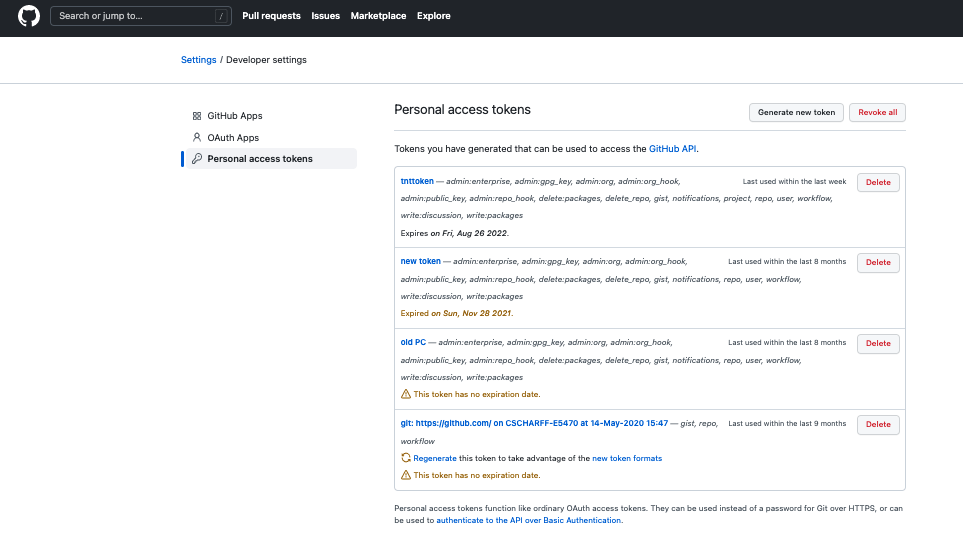 Search or jump to... /
Pull requests Issues Marketplace Explore
Settings / Developer settings
GitHub Apps
OAuth Apps
Personal access tokens
Personal access tokens
Generate new token Revoke all
Tokens you have generated that can be used to access the GitHub API.
tnttoken — admin:enterprise, admin:gpg_key, admin:org, admin:org_hook, Last used within the last week Delete
admin:public_key, admin:repo_hook, delete:packages, delete_repo, gist, notifications, project, repo, user, workflow,
write:discussion, write:packages
Expires on Fri, Aug 26 2022.
new token — admin:enterprise, admin:gpg_key, admin:org, admin:org_hook, Last used within the last 8 months Delete
admin:public_key, admin:repo_hook, delete:packages, delete_repo, gist, notifications, repo, user, workflow,
write:discussion, write:packages
Expired on Sun, Nov 28 2021.
old PC — admin:enterprise, admin:gpg_key, admin:org, admin:org_hook, Last used within the last 8 months Delete
admin:public_key, admin:repo_hook, delete:packages, delete_repo, gist, notifications, repo, user, workflow,
write:discussion, write:packages
This token has no expiration date.
git: https://github.com/ on CSCHARFF-E5470 at 14-May-2020 15:47 — gist, repo, Last used within the last 9 months Delete
workflow
Regenerate this token to take advantage of the new token formats
This token has no expiration date.
Personal access tokens function like ordinary OAuth access tokens. They can be used instead of a password for Git over HTTPS, or can
be used to authenticate to the API over Basic Authentication.